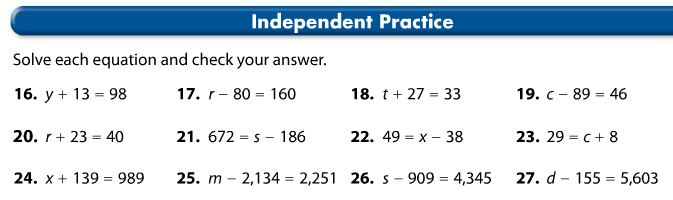 Independent Practice
Solve each equation and check your answer.
16. y + 13 = 98 17. r − 80 = 160 18. t + 27 = 33 19. c − 89 = 46
20. r + 23 = 40 21. 672 = s − 186 22. 49 = x − 38 23. 29 = c + 8
24. x + 139 = 989 25. m − 2,134 = 2,251 26. s − 909 = 4,345 27. d − 155 = 5,603